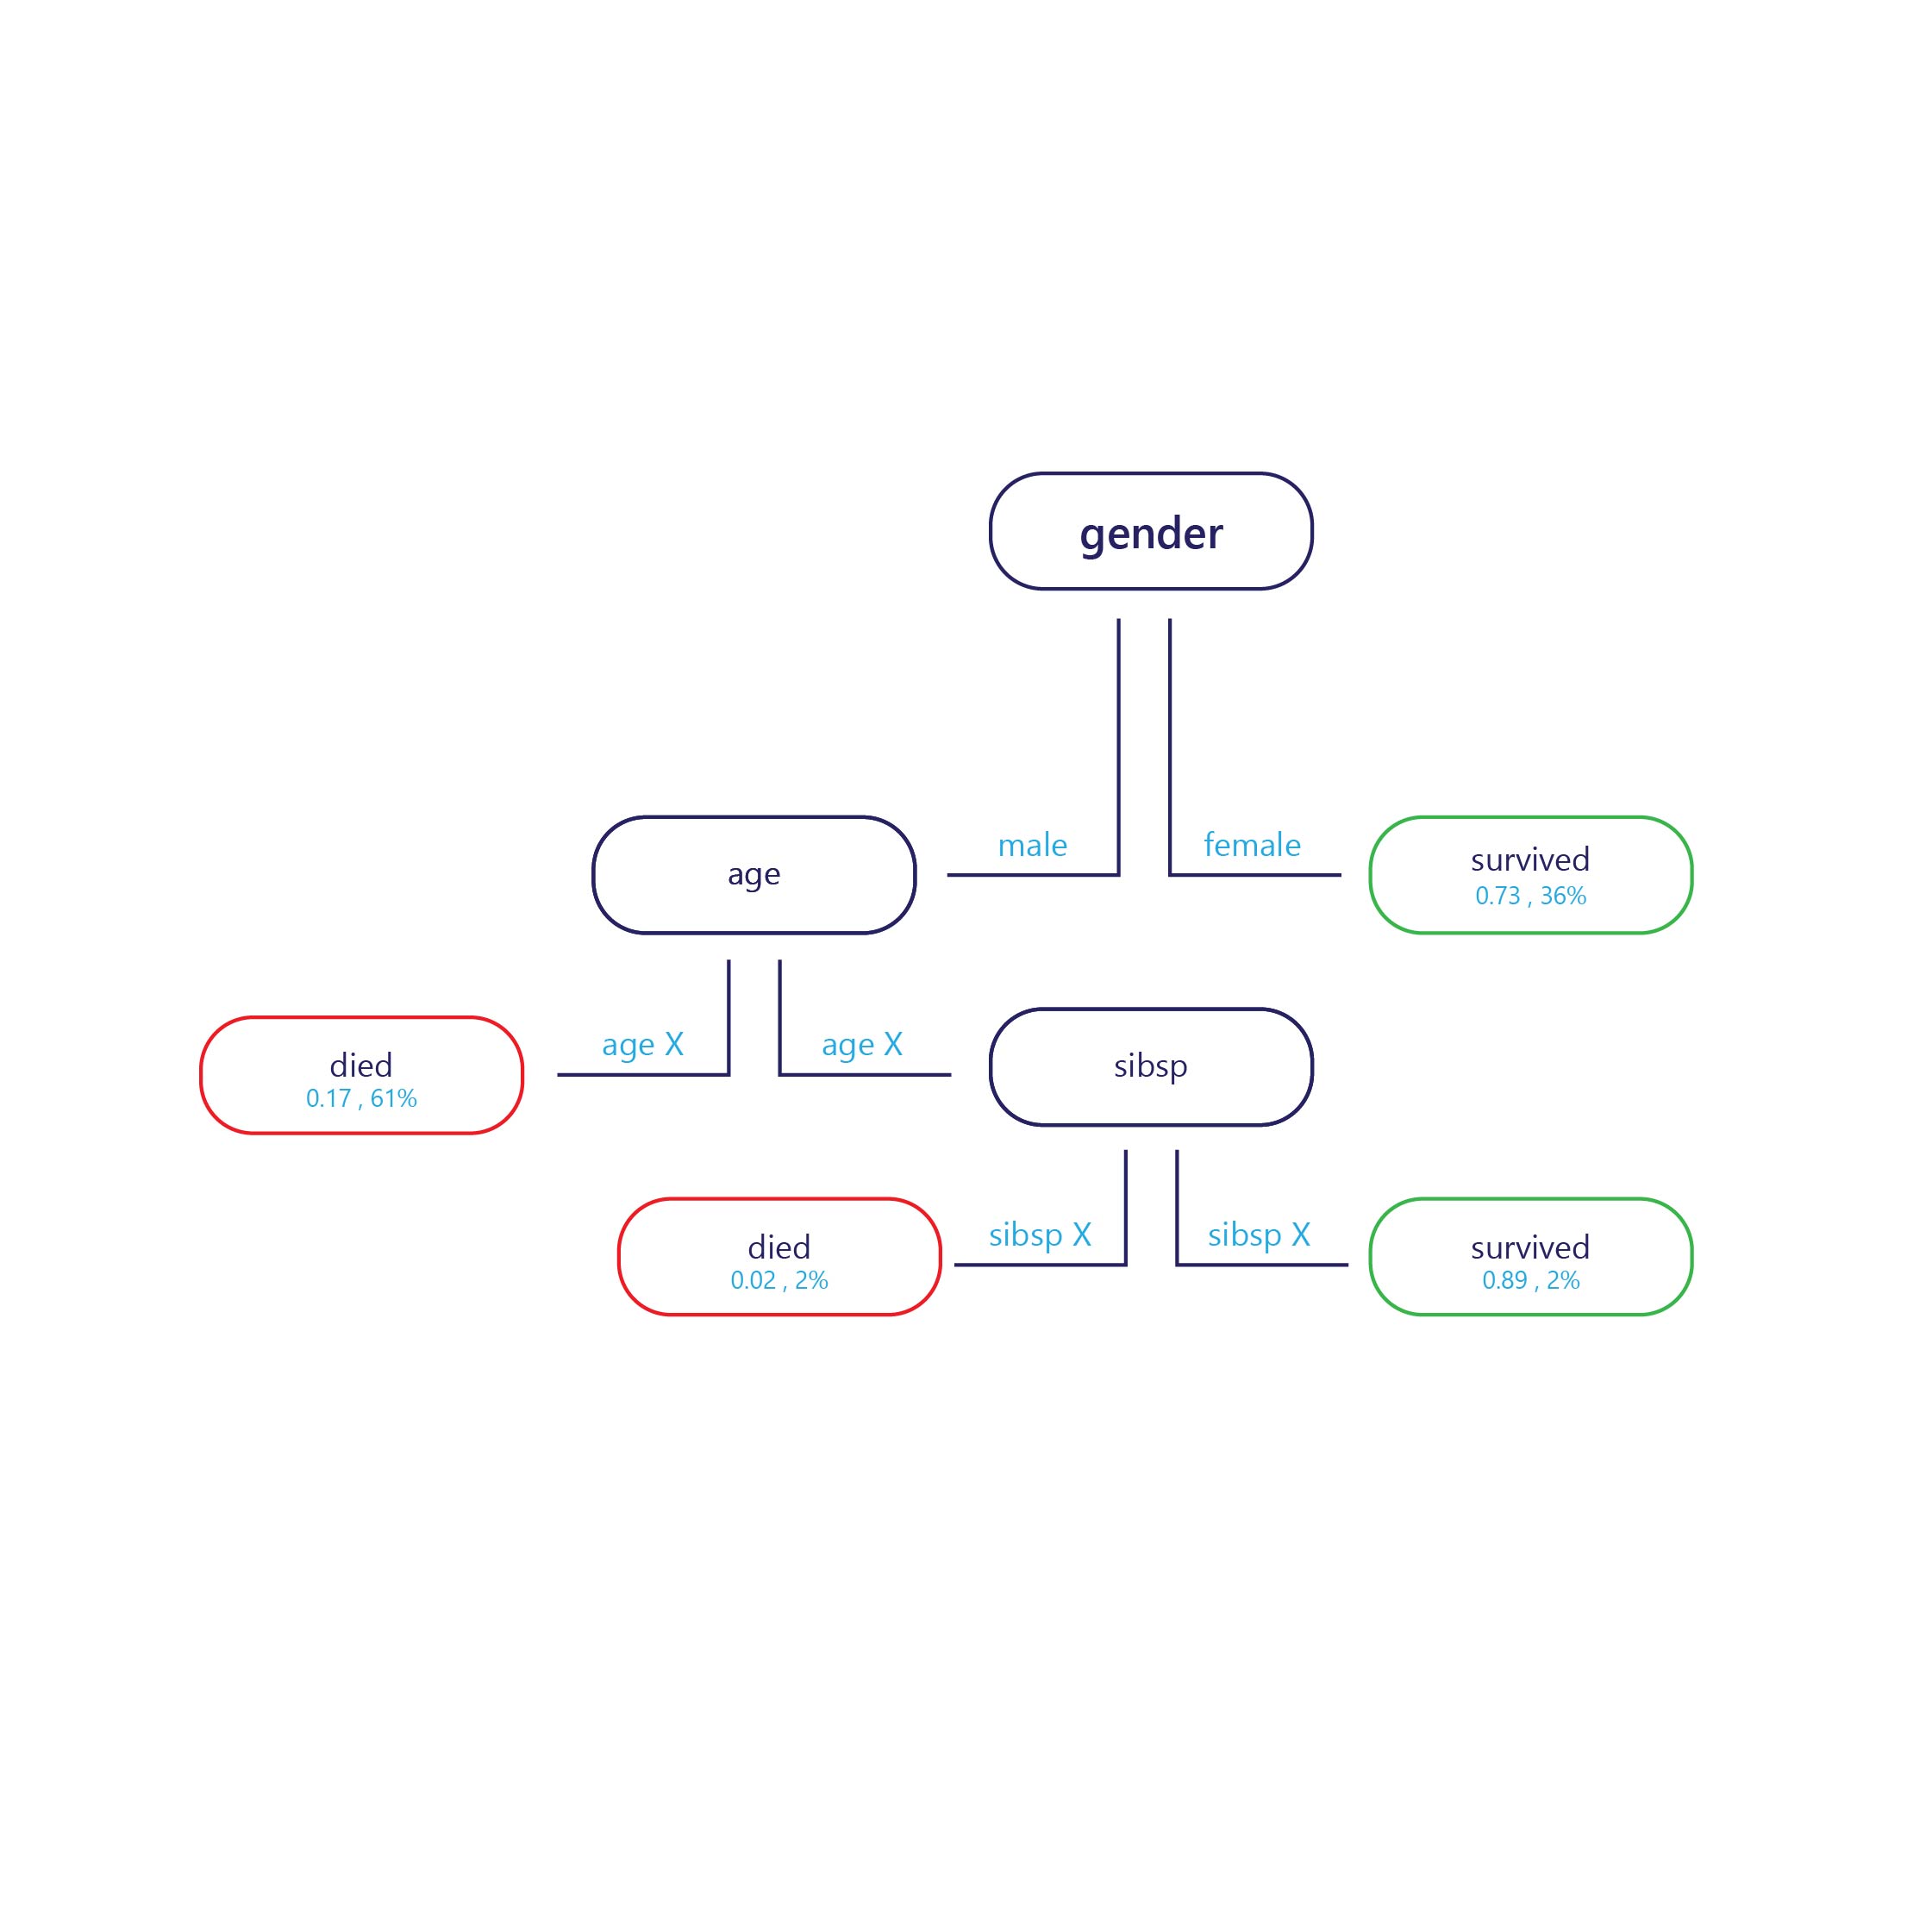 gender
male
female
age
survived
0.73 , 36%
age X
age X
died
0.17 , 61%
sibsp
sibsp X
sibsp X
died
0.02 , 2%
survived
0.89 , 2%